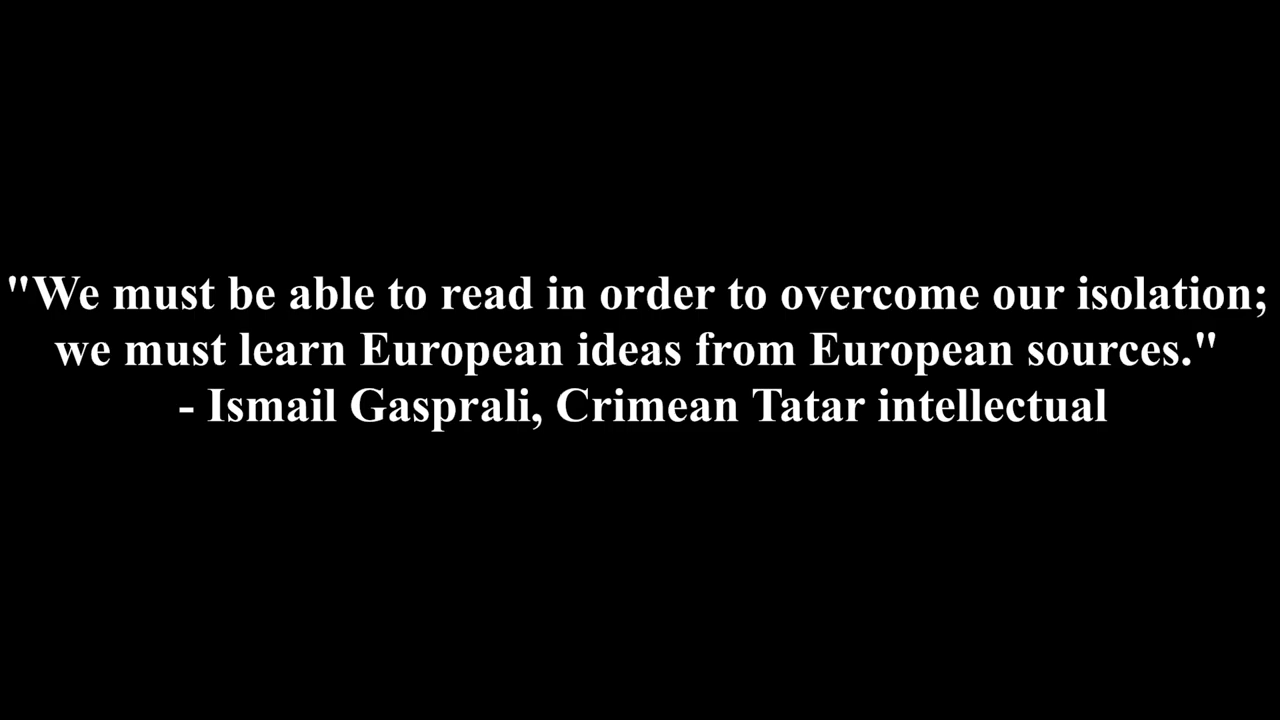 "We must be able to read in order to overcome our isolation;
we must learn European ideas from European sources."
- Ismail Gasprali, Crimean Tatar intellectual